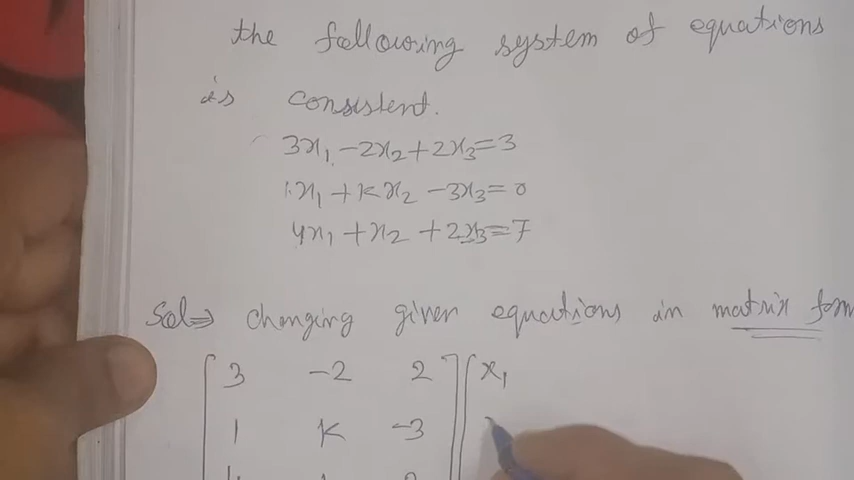 the following system of equations
is consistent.
3x₁ - 2x₂ + 2x₃ = 3
1x₁ + Kx₂ - 3x₃ = 0
4x₁ + x₂ + 2x₃ = 7
Sol ⇒ changing given equations in matrix form
3 -2 2 x₁
1 K -3